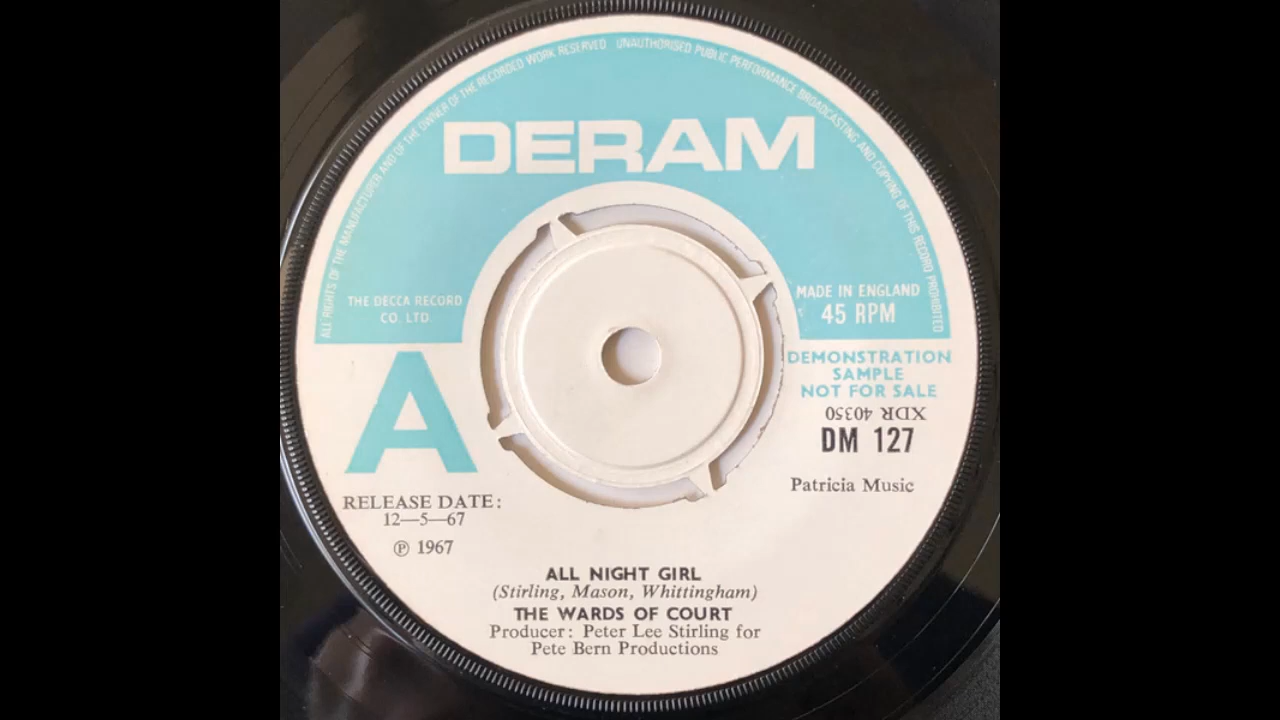 ALL RIGHTS OF THE MANUFACTURER AND OF THE OWNER OF THE RECORDED WORK RESERVED UNAUTHORISED PUBLIC PERFORMANCE BROADCASTING AND COPYING OF THIS RECORD PROHIBITED
DERAM
THE DECCA RECORD
CO. LTD.
MADE IN ENGLAND
45 RPM
A
DEMONSTRATION
SAMPLE
NOT FOR SALE
XDR 40350
DM 127
Patricia Music
RELEASE DATE:
12—5—67
℗ 1967
ALL NIGHT GIRL
(Stirling, Mason, Whittingham)
THE WARDS OF COURT
Producer: Peter Lee Stirling for
Pete Bern Productions